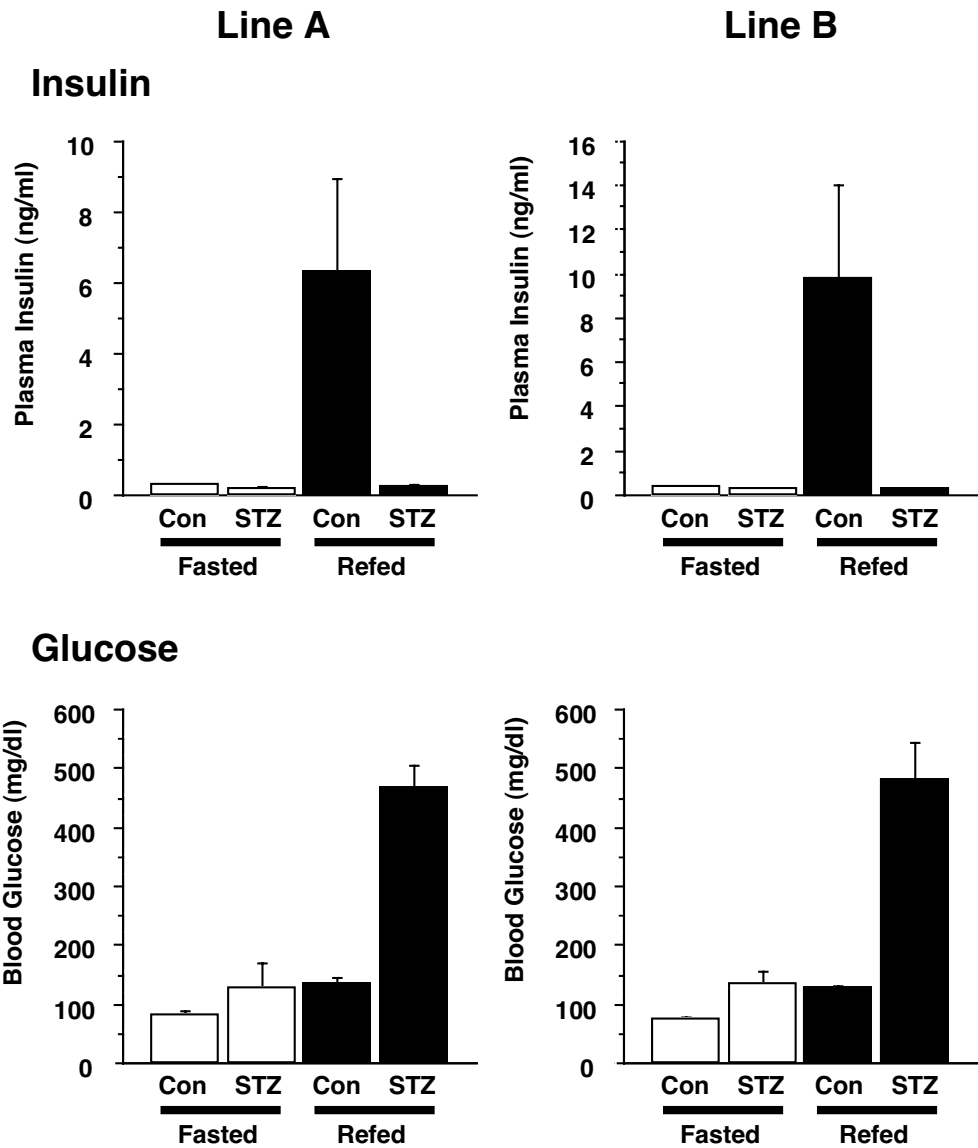 Line A
Line B
Insulin
Plasma Insulin (ng/ml)
10
8
6
4
2
0
Con STZ Con STZ
Fasted Refed
Plasma Insulin (ng/ml)
16
14
12
10
8
6
4
2
0
Con STZ Con STZ
Fasted Refed
Glucose
Blood Glucose (mg/dl)
600
500
400
300
200
100
0
Con STZ Con STZ
Fasted Refed
Blood Glucose (mg/dl)
600
500
400
300
200
100
0
Con STZ Con STZ
Fasted Refed